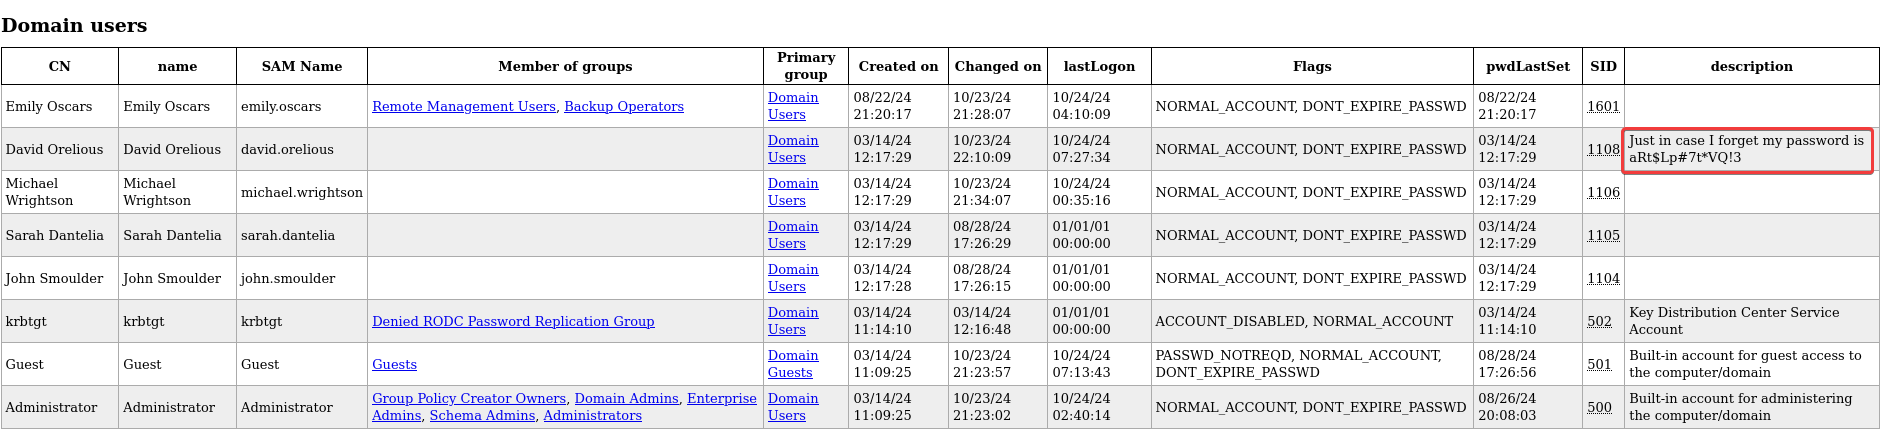 Domain users
CN name SAM Name Member of groups Primary group Created on Changed on lastLogon Flags pwdLastSet SID description
Emily Oscars Emily Oscars emily.oscars Remote Management Users, Backup Operators Domain Users 08/22/24 21:20:17 10/23/24 21:28:07 10/24/24 04:10:09 NORMAL_ACCOUNT, DONT_EXPIRE_PASSWD 08/22/24 21:20:17 1601
David Orelious David Orelious david.orelious Domain Users 03/14/24 12:17:29 10/23/24 22:10:09 10/24/24 07:27:34 NORMAL_ACCOUNT, DONT_EXPIRE_PASSWD 03/14/24 12:17:29 1108 Just in case I forget my password is aRt$Lp#7t*VQ!3
Michael Wrightson Michael Wrightson michael.wrightson Domain Users 03/14/24 12:17:29 10/23/24 21:34:07 10/24/24 00:35:16 NORMAL_ACCOUNT, DONT_EXPIRE_PASSWD 03/14/24 12:17:29 1106
Sarah Dantelia Sarah Dantelia sarah.dantelia Domain Users 03/14/24 12:17:29 08/28/24 17:26:29 01/01/01 00:00:00 NORMAL_ACCOUNT, DONT_EXPIRE_PASSWD 03/14/24 12:17:29 1105
John Smoulder John Smoulder john.smoulder Domain Users 03/14/24 12:17:28 08/28/24 17:26:15 01/01/01 00:00:00 NORMAL_ACCOUNT, DONT_EXPIRE_PASSWD 03/14/24 12:17:29 1104
krbtgt krbtgt krbtgt Denied RODC Password Replication Group Domain Users 03/14/24 11:14:10 03/14/24 12:16:48 01/01/01 00:00:00 ACCOUNT_DISABLED, NORMAL_ACCOUNT 03/14/24 11:14:10 502 Key Distribution Center Service Account
Guest Guest Guest Guests Domain Guests 03/14/24 11:09:25 10/23/24 21:23:57 10/24/24 07:13:43 PASSWD_NOTREQD, NORMAL_ACCOUNT, DONT_EXPIRE_PASSWD 08/28/24 17:26:56 501 Built-in account for guest access to the computer/domain
Administrator Administrator Administrator Group Policy Creator Owners, Domain Admins, Enterprise Admins, Schema Admins, Administrators Domain Users 03/14/24 11:09:25 10/23/24 21:23:02 10/24/24 02:40:14 NORMAL_ACCOUNT, DONT_EXPIRE_PASSWD 08/26/24 20:08:03 500 Built-in account for administering the computer/domain